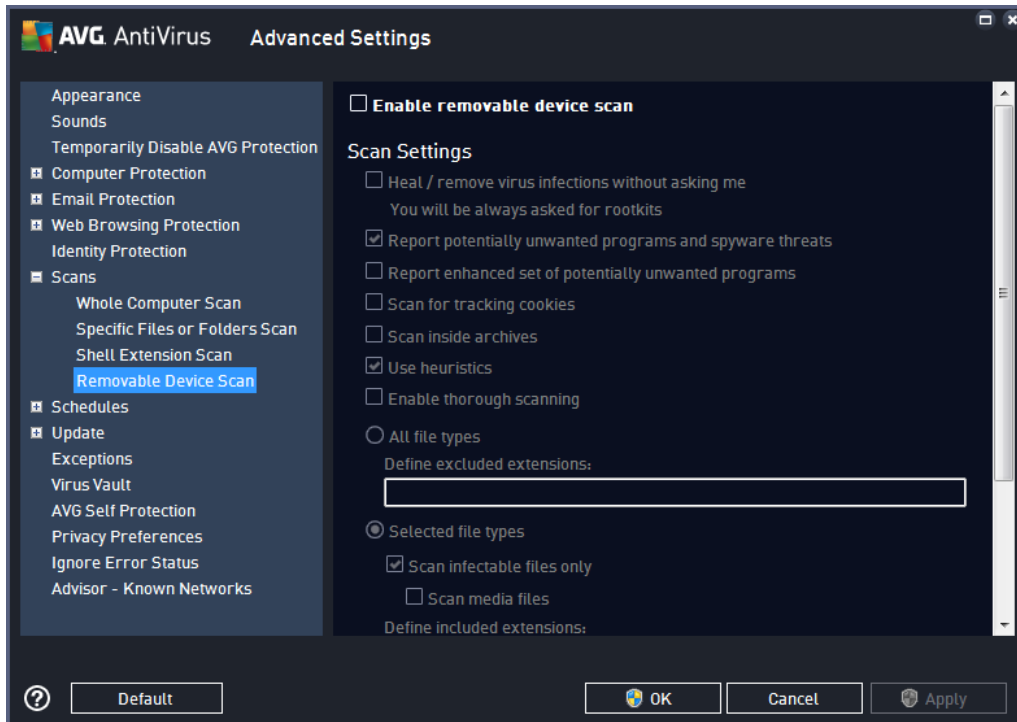 AVG AntiVirus Advanced Settings
Appearance
Sounds
Temporarily Disable AVG Protection
Computer Protection
Email Protection
Web Browsing Protection
Identity Protection
Scans
Whole Computer Scan
Specific Files or Folders Scan
Shell Extension Scan
Removable Device Scan
Schedules
Update
Exceptions
Virus Vault
AVG Self Protection
Privacy Preferences
Ignore Error Status
Advisor - Known Networks
Enable removable device scan
Scan Settings
Heal / remove virus infections without asking me
You will be always asked for rootkits
Report potentially unwanted programs and spyware threats
Report enhanced set of potentially unwanted programs
Scan for tracking cookies
Scan inside archives
Use heuristics
Enable thorough scanning
All file types
Define excluded extensions:
Selected file types
Scan infectable files only
Scan media files
Define included extensions:
? Default OK Cancel Apply